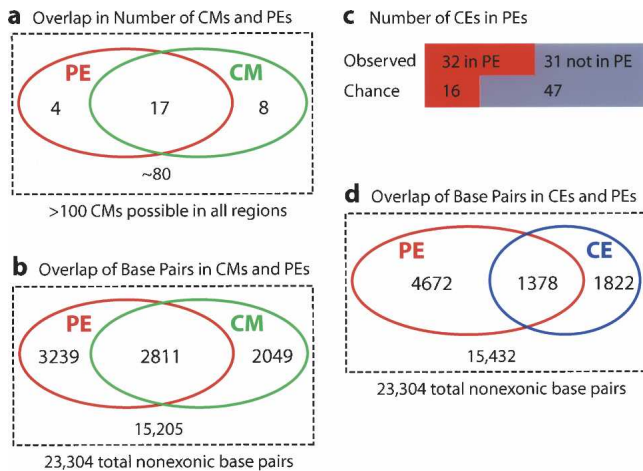 a Overlap in Number of CMs and PEs
PE CM
4 17 8
~80
>100 CMs possible in all regions
b Overlap of Base Pairs in CMs and PEs
PE CM
3239 2811 2049
15,205
23,304 total nonexonic base pairs
c Number of CEs in PEs
Observed 32 in PE 31 not in PE
Chance 16 47
d Overlap of Base Pairs in CEs and PEs
PE CE
4672 1378 1822
15,432
23,304 total nonexonic base pairs